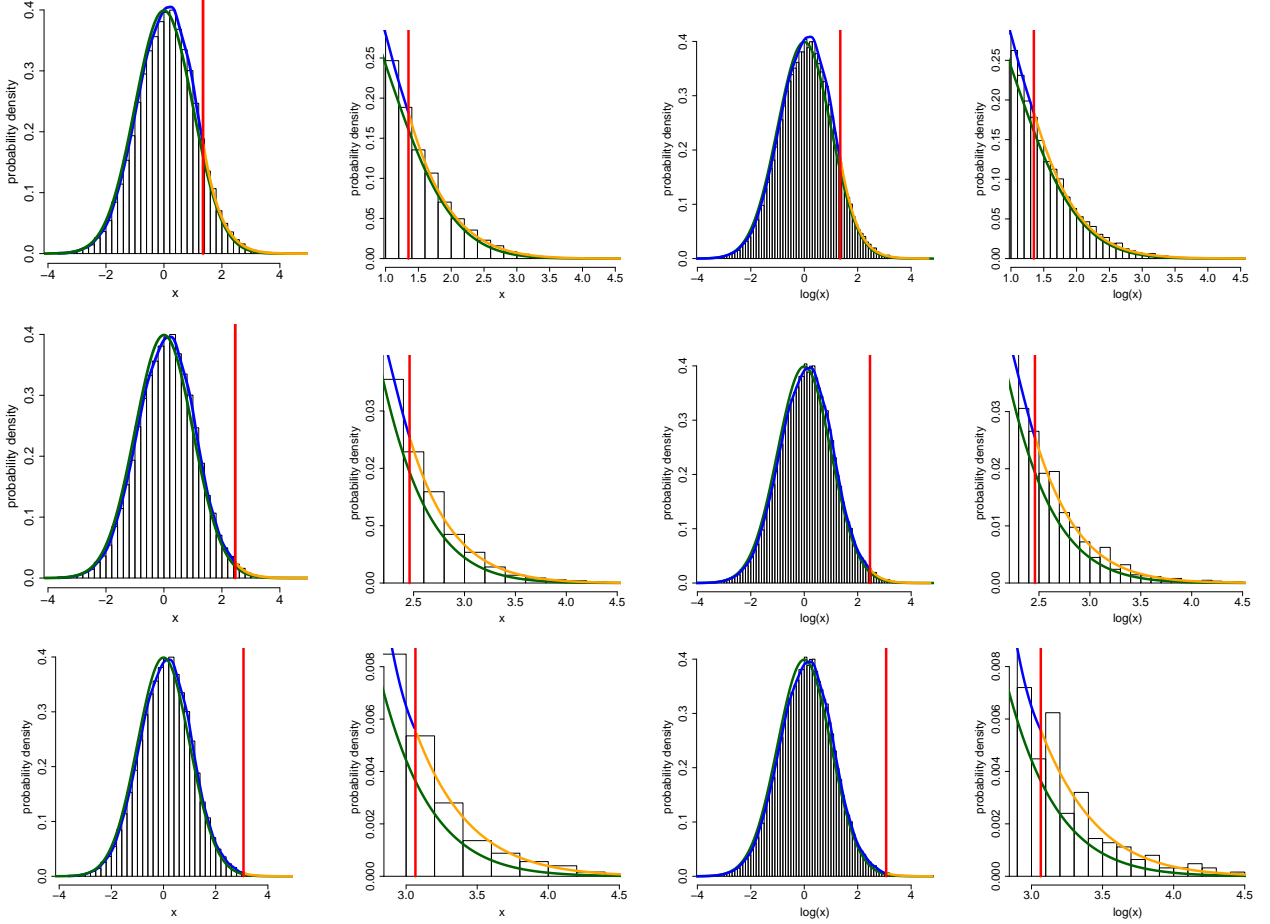 probability density
0.0 0.1 0.2 0.3 0.4
−4 −2 0 2 4
x
probability density
0.00 0.05 0.10 0.15 0.20 0.25
1.0 1.5 2.0 2.5 3.0 3.5 4.0 4.5
x
probability density
0.0 0.1 0.2 0.3 0.4
−4 −2 0 2 4
log(x)
probability density
0.00 0.05 0.10 0.15 0.20 0.25
1.0 1.5 2.0 2.5 3.0 3.5 4.0 4.5
log(x)
probability density
0.0 0.1 0.2 0.3 0.4
−4 −2 0 2 4
x
probability density
0.00 0.01 0.02 0.03
2.5 3.0 3.5 4.0 4.5
x
probability density
0.0 0.1 0.2 0.3 0.4
−4 −2 0 2 4
log(x)
probability density
0.00 0.01 0.02 0.03
2.5 3.0 3.5 4.0 4.5
log(x)
probability density
0.0 0.1 0.2 0.3 0.4
−4 −2 0 2 4
x
probability density
0.000 0.002 0.004 0.006 0.008
3.0 3.5 4.0 4.5
x
probability density
0.0 0.1 0.2 0.3 0.4
−4 −2 0 2 4
log(x)
probability density
0.000 0.002 0.004 0.006 0.008
3.0 3.5 4.0 4.5
log(x)